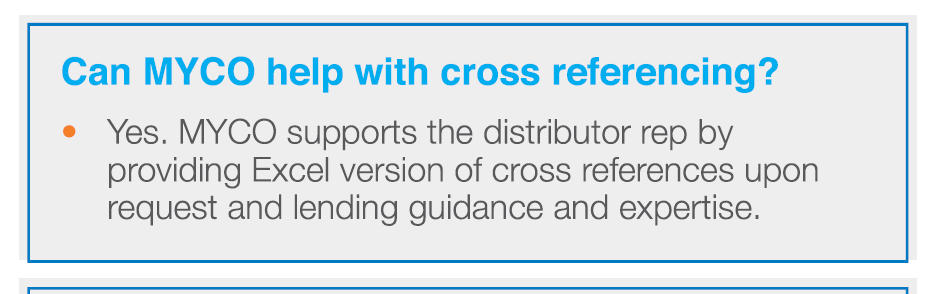 Can MYCO help with cross referencing?
• Yes. MYCO supports the distributor rep by
providing Excel version of cross references upon
request and lending guidance and expertise.